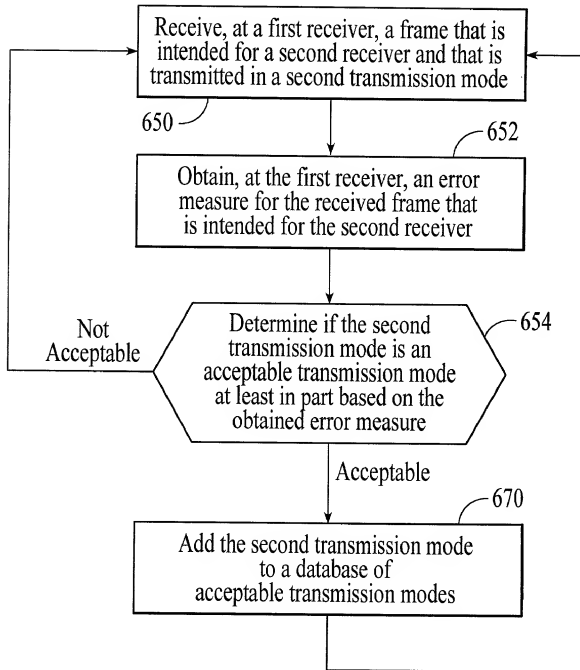 Receive, at a first receiver, a frame that is
intended for a second receiver and that is
transmitted in a second transmission mode
650
652
Obtain, at the first receiver, an error
measure for the received frame that
is intended for the second receiver
Not
Acceptable
Determine if the second
transmission mode is an
acceptable transmission mode
at least in part based on the
obtained error measure
654
Acceptable
670
Add the second transmission mode
to a database of
acceptable transmission modes